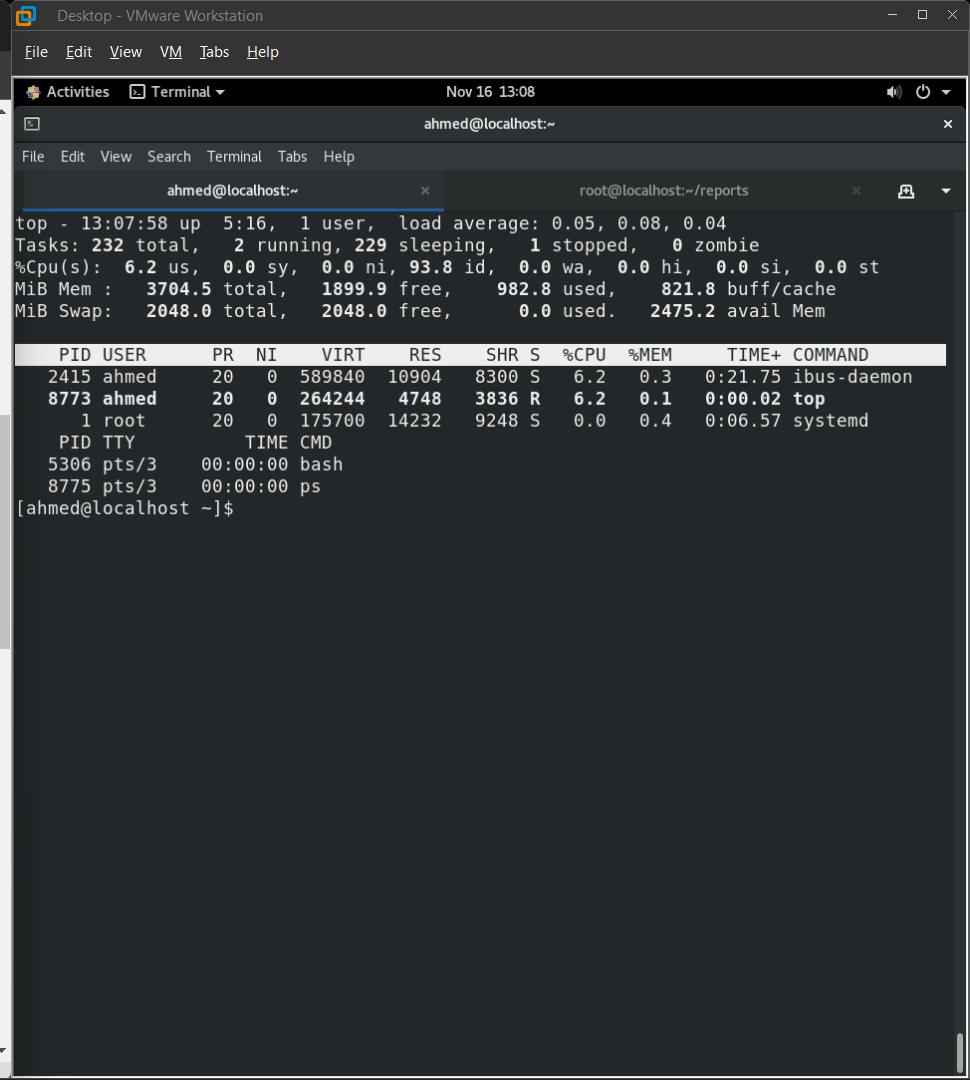 Desktop - VMware Workstation
File Edit View VM Tabs Help
Activities Terminal Nov 16 13:08
ahmed@localhost:~
File Edit View Search Terminal Tabs Help
ahmed@localhost:~ root@localhost:~/reports
top - 13:07:58 up  5:16,  1 user,  load average: 0.05, 0.08, 0.04
Tasks: 232 total,   2 running, 229 sleeping,   1 stopped,   0 zombie
%Cpu(s):  6.2 us,  0.0 sy,  0.0 ni, 93.8 id,  0.0 wa,  0.0 hi,  0.0 si,  0.0 st
MiB Mem :   3704.5 total,   1899.9 free,    982.8 used,    821.8 buff/cache
MiB Swap:   2048.0 total,   2048.0 free,      0.0 used.   2475.2 avail Mem
    PID USER      PR  NI    VIRT    RES    SHR S  %CPU  %MEM     TIME+ COMMAND
   2415 ahmed     20   0  589840  10904   8300 S   6.2   0.3   0:21.75 ibus-daemon
   8773 ahmed     20   0  264244   4748   3836 R   6.2   0.1   0:00.02 top
      1 root      20   0  175700  14232   9248 S   0.0   0.4   0:06.57 systemd
    PID TTY          TIME CMD
   5306 pts/3    00:00:00 bash
   8775 pts/3    00:00:00 ps
[ahmed@localhost ~]$